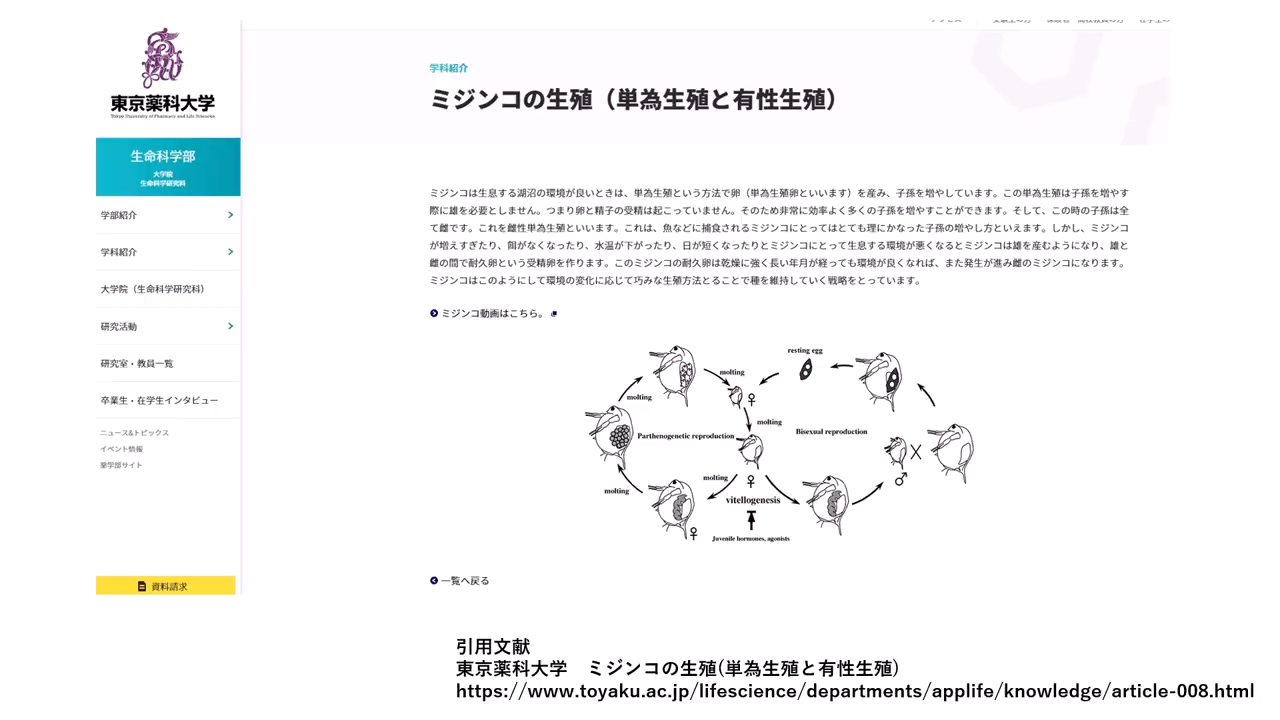 東京薬科大学
Tokyo University of Pharmacy and Life Sciences
生命科学部
大学院
生命科学研究科
学部紹介
学科紹介
大学院（生命科学研究科）
研究活動
研究室・教員一覧
卒業生・在学生インタビュー
ニュース&トピックス
イベント情報
薬学部サイト
資料請求
学科紹介
ミジンコの生殖（単為生殖と有性生殖）
ミジンコは生息する湖沼の環境が良いときは、単為生殖という方法で卵（単為生殖卵といいます）を産み、子孫を増やしています。この単為生殖は子孫を増やす
際に雄を必要としません。つまり卵と精子の受精は起こっていません。そのため非常に効率よく多くの子孫を増やすことができます。そして、この時の子孫は全
て雌です。これを雌性単為生殖といいます。これは、魚などに捕食されるミジンコにとってはとても理にかなった子孫の増やし方といえます。しかし、ミジンコ
が増えすぎたり、餌がなくなったり、水温が下がったり、日が短くなったりとミジンコにとって生息する環境が悪くなるとミジンコは雄を産むようになり、雄と
雌の間で耐久卵という受精卵を作ります。このミジンコの耐久卵は乾燥に強く長い年月が経っても環境が良くなれば、また発生が進み雌のミジンコになります。
ミジンコはこのようにして環境の変化に応じて巧みな生殖方法とることで種を維持していく戦略をとっています。
ミジンコ動画はこちら。
resting egg
molting
molting
molting
Parthenogenetic reproduction
Bisexual reproduction
molting
molting
vitellogenesis
Juvenile hormones, agonists
一覧へ戻る
引用文献
東京薬科大学　ミジンコの生殖(単為生殖と有性生殖)
https://www.toyaku.ac.jp/lifescience/departments/applife/knowledge/article-008.html